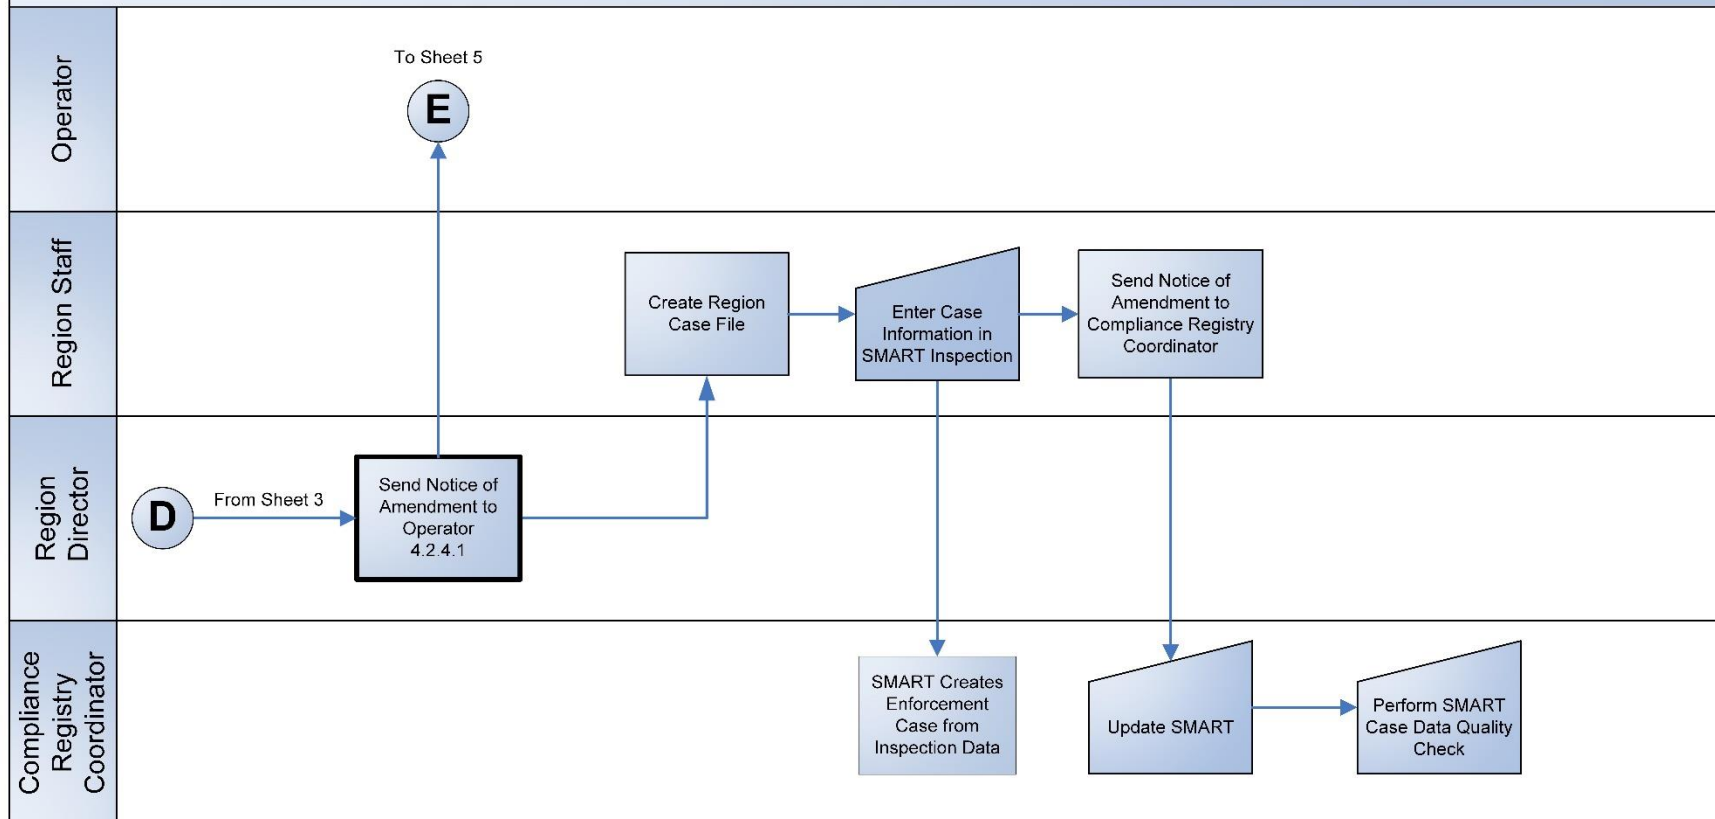 Operator
To Sheet 5
E
Region Staff
Create Region
Case File
Enter Case
Information in
SMART Inspection
Send Notice of
Amendment to
Compliance Registry
Coordinator
Region
Director
D
From Sheet 3
Send Notice of
Amendment to
Operator
4.2.4.1
Compliance
Registry
Coordinator
SMART Creates
Enforcement
Case from
Inspection Data
Update SMART
Perform SMART
Case Data Quality
Check